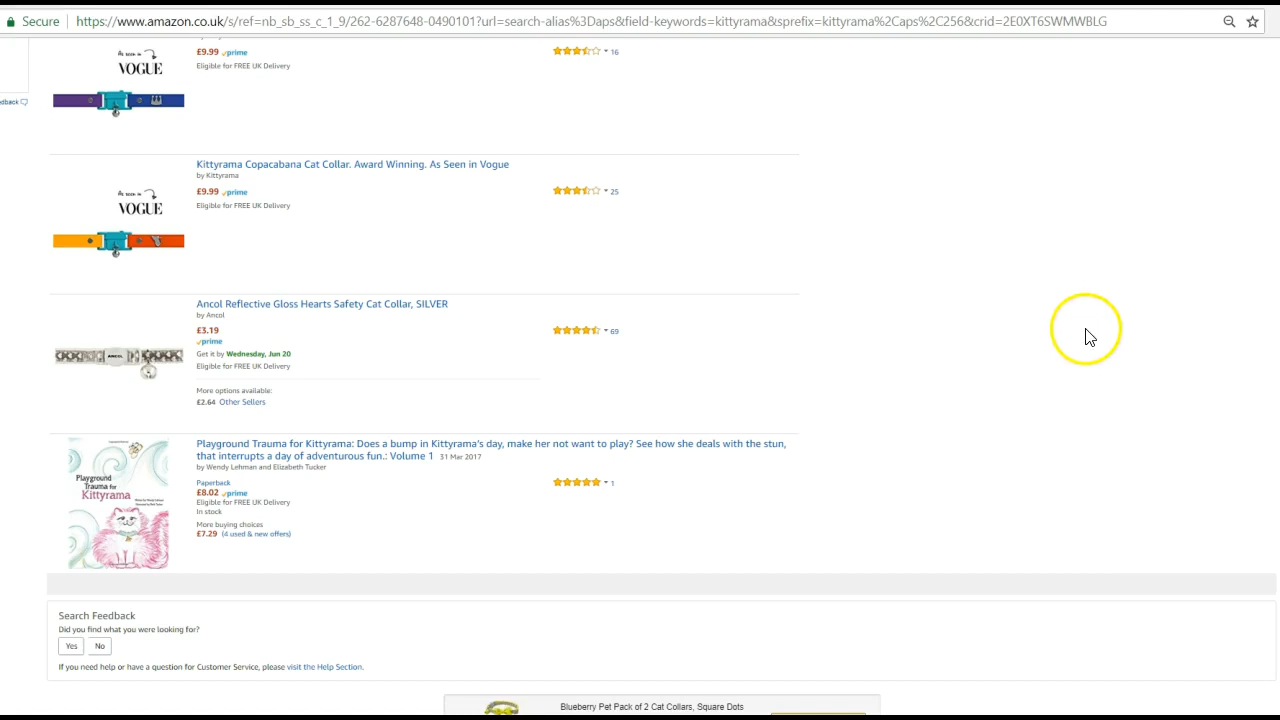 Secure https://www.amazon.co.uk/s/ref=nb_sb_ss_c_1_9/262-6287648-0490101?url=search-alias%3Daps&field-keywords=kittyrama&sprefix=kittyrama%2Caps%2C256&crid=2E0XT6SWMWBLG
£9.99 prime
16
As seen in
VOGUE
Eligible for FREE UK Delivery
edback
Kittyrama Copacabana Cat Collar. Award Winning. As Seen in Vogue
by Kittyrama
£9.99 prime
25
As seen in
VOGUE
Eligible for FREE UK Delivery
Ancol Reflective Gloss Hearts Safety Cat Collar, SILVER
by Ancol
£3.19
69
prime
Get it by Wednesday, Jun 20
ANCOL
Eligible for FREE UK Delivery
More options available:
£2.64 Other Sellers
Playground Trauma for Kittyrama: Does a bump in Kittyrama's day, make her not want to play? See how she deals with the stun,
that interrupts a day of adventurous fun.: Volume 1 31 Mar 2017
by Wendy Lehman and Elizabeth Tucker
Playground
Trauma for
Kittyrama
Paperback
1
£8.02 prime
Eligible for FREE UK Delivery
In stock
More buying choices
£7.29 (4 used & new offers)
Search Feedback
Did you find what you were looking for?
Yes No
If you need help or have a question for Customer Service, please visit the Help Section.
Blueberry Pet Pack of 2 Cat Collars, Square Dots